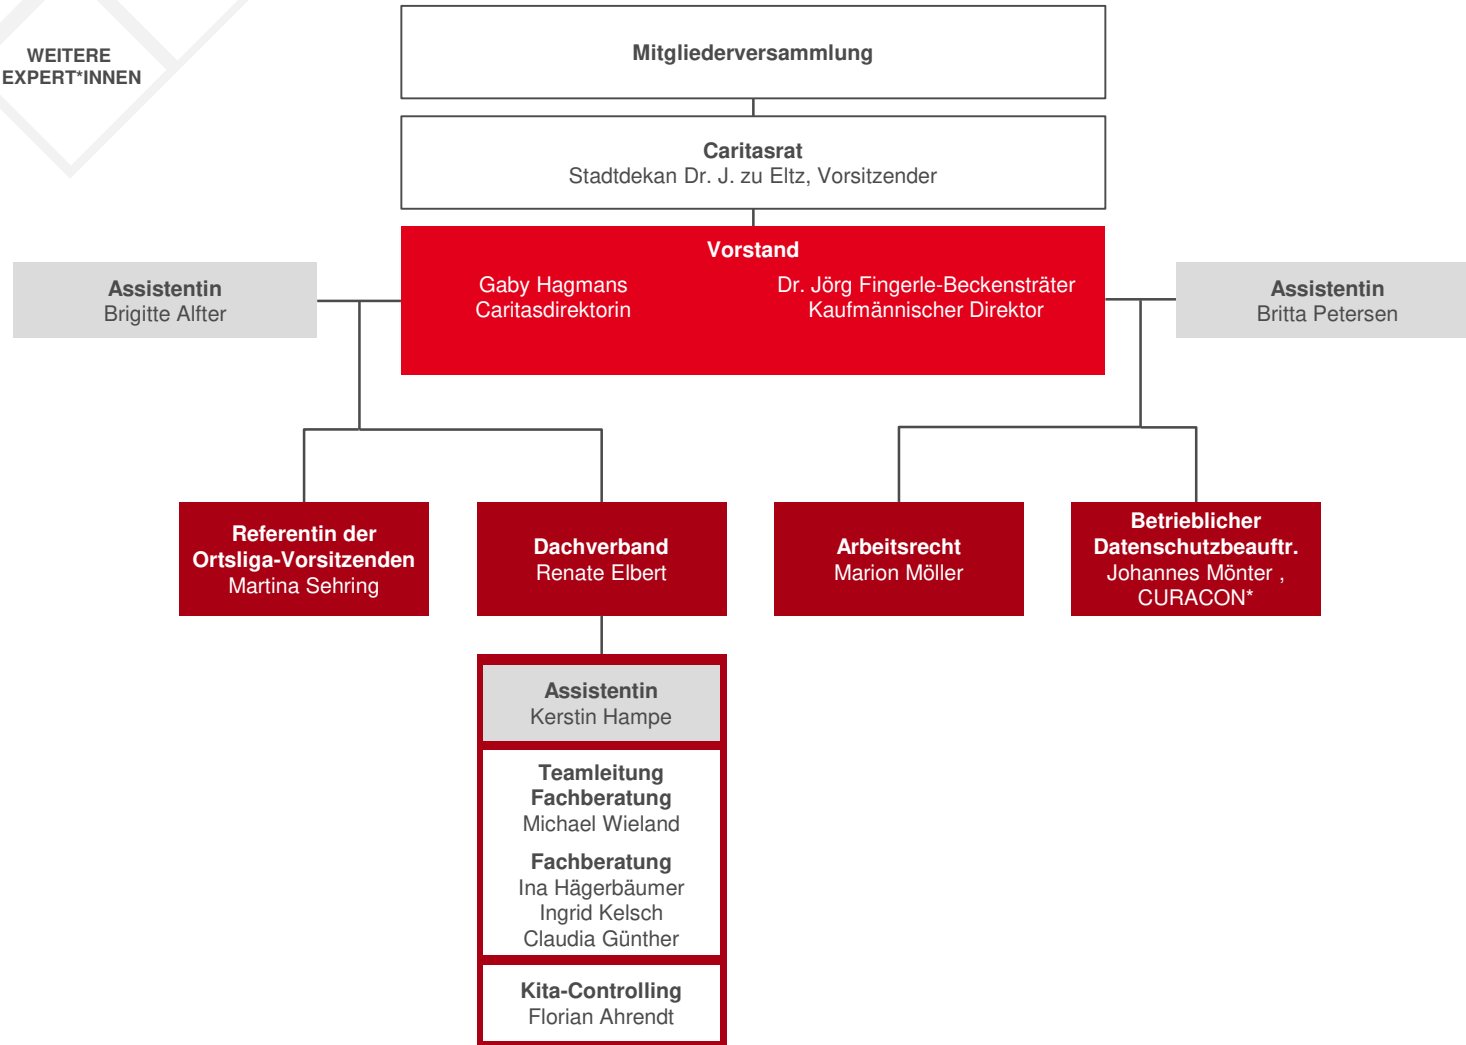 WEITERE
EXPERT*INNEN
Mitgliederversammlung
Caritasrat
Stadtdekan Dr. J. zu Eltz, Vorsitzender
Vorstand
Gaby Hagmans
Caritasdirektorin
Dr. Jörg Fingerle-Beckensträter
Kaufmännischer Direktor
Assistentin
Brigitte Alfter
Assistentin
Britta Petersen
Referentin der
Ortsliga-Vorsitzenden
Martina Sehring
Dachverband
Renate Elbert
Arbeitsrecht
Marion Möller
Betrieblicher
Datenschutzbeauftr.
Johannes Mönter ,
CURACON*
Assistentin
Kerstin Hampe
Teamleitung
Fachberatung
Michael Wieland
Fachberatung
Ina Hägerbäumer
Ingrid Kelsch
Claudia Günther
Kita-Controlling
Florian Ahrendt